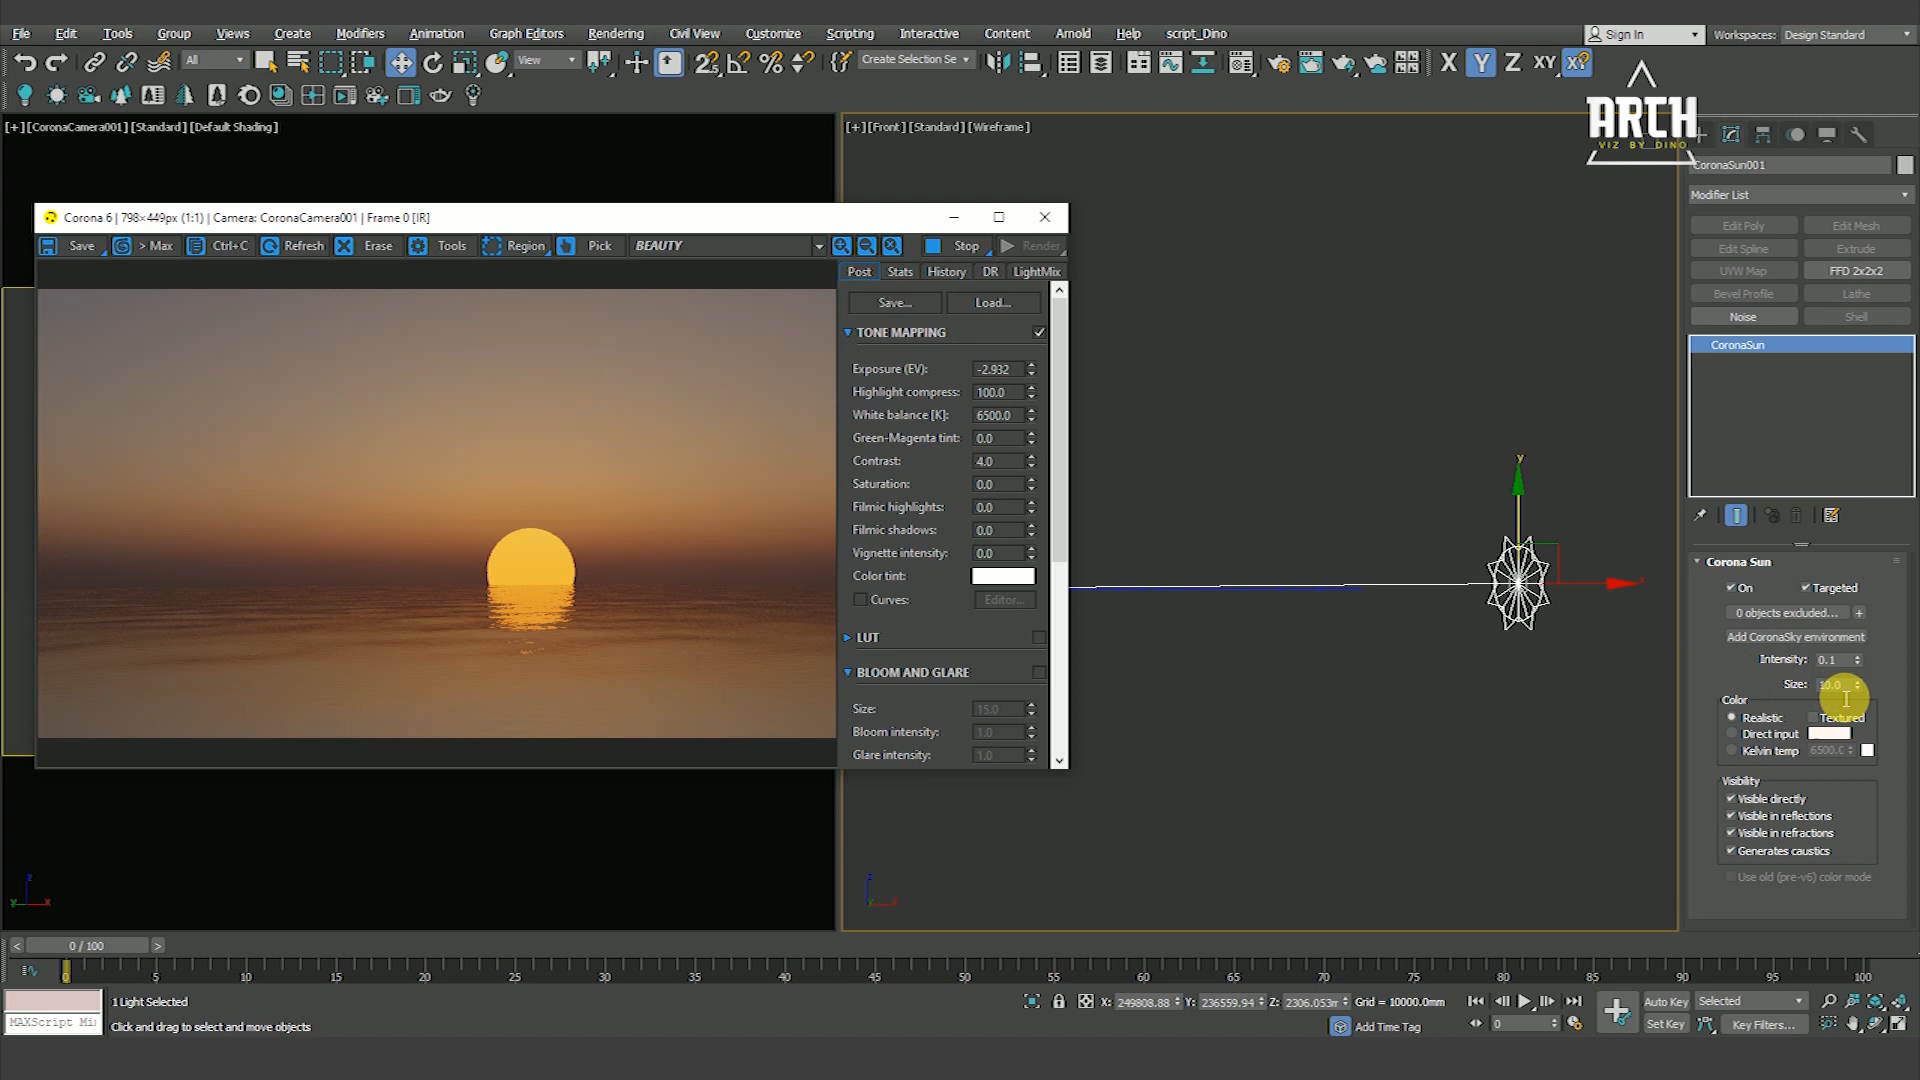 File Edit Tools Group Views Create Modifiers Animation Graph Editors Rendering Civil View Customize Scripting Interactive Content Arnold Help script_Dino
Sign In
Workspaces: Design Standard
All
View
Create Selection Se
X Y Z XY XY
ARCH
VIZ BY DINO
[+][CoronaCamera001][Standard][Default Shading]
[+][Front][Standard][Wireframe]
CoronaSun001
Modifier List
Edit Poly Edit Mesh
Edit Spline Extrude
UVW Map FFD 2x2x2
Bevel Profile Lathe
Noise Shell
CoronaSun
Corona 6 | 798×449px (1:1) | Camera: CoronaCamera001 | Frame 0 [IR]
Save > Max Ctrl+C Refresh Erase Tools Region Pick BEAUTY Stop Render
Post Stats History DR LightMix
Save... Load...
TONE MAPPING
Exposure (EV): -2.932
Highlight compress: 100.0
White balance [K]: 6500.0
Green-Magenta tint: 0.0
Contrast: 4.0
Saturation: 0.0
Filmic highlights: 0.0
Filmic shadows: 0.0
Vignette intensity: 0.0
Color tint:
Curves: Editor...
LUT
BLOOM AND GLARE
Size: 15.0
Bloom intensity: 1.0
Glare intensity: 1.0
y
x
Corona Sun
On Targeted
0 objects excluded... +
Add CoronaSky environment
Intensity: 0.1
Size: 10.0
Color
Realistic Textured
Direct input
Kelvin temp 6500.0
Visibility
Visible directly
Visible in reflections
Visible in refractions
Generates caustics
Use old (pre-v6) color mode
z
y x
z
y x
< 0 / 100 >
0 5 10 15 20 25 30 35 40 45 50 55 60 65 70 75 80 85 90 95 100
1 Light Selected
X: 249808.88 Y: 236559.94 Z: 2306.053m Grid = 10000.0mm
Auto Key Selected
MAXScript Mi
Click and drag to select and move objects
Add Time Tag
0
Set Key Key Filters...